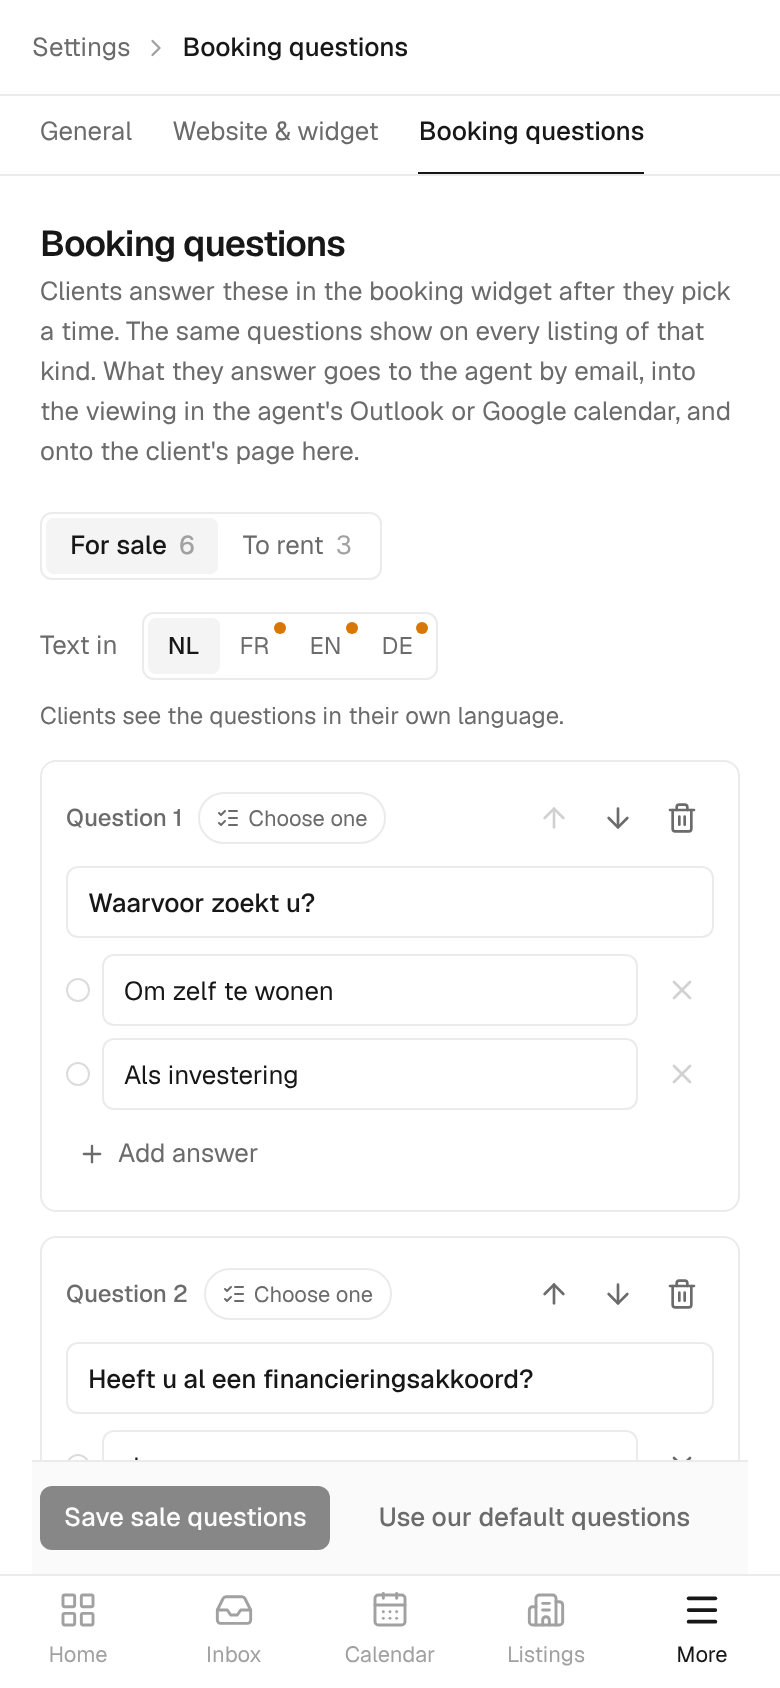 Settings > Booking questions
General Website & widget Booking questions
Booking questions
Clients answer these in the booking widget after they pick
a time. The same questions show on every listing of that
kind. What they answer goes to the agent by email, into
the viewing in the agent's Outlook or Google calendar, and
onto the client's page here.
For sale 6 To rent 3
Text in NL FR EN DE
Clients see the questions in their own language.
Question 1 Choose one
Waarvoor zoekt u?
Om zelf te wonen
Als investering
+ Add answer
Question 2 Choose one
Heeft u al een financieringsakkoord?
Save sale questions Use our default questions
Home Inbox Calendar Listings More